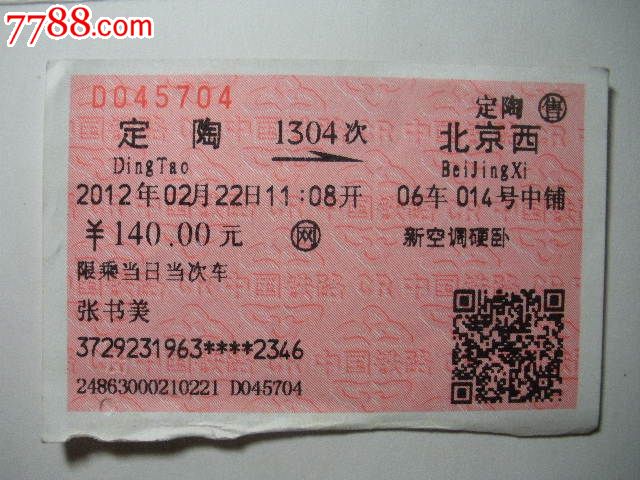 7788.com
D045704
定陶 售
定陶 1304次 北京西
DingTao BeiJingXi
2012年02月22日11:08开 06车014号中铺
¥140.00元 网 新空调硬卧
限乘当日当次车
张书美
3729231963****2346
24863000210221 D045704